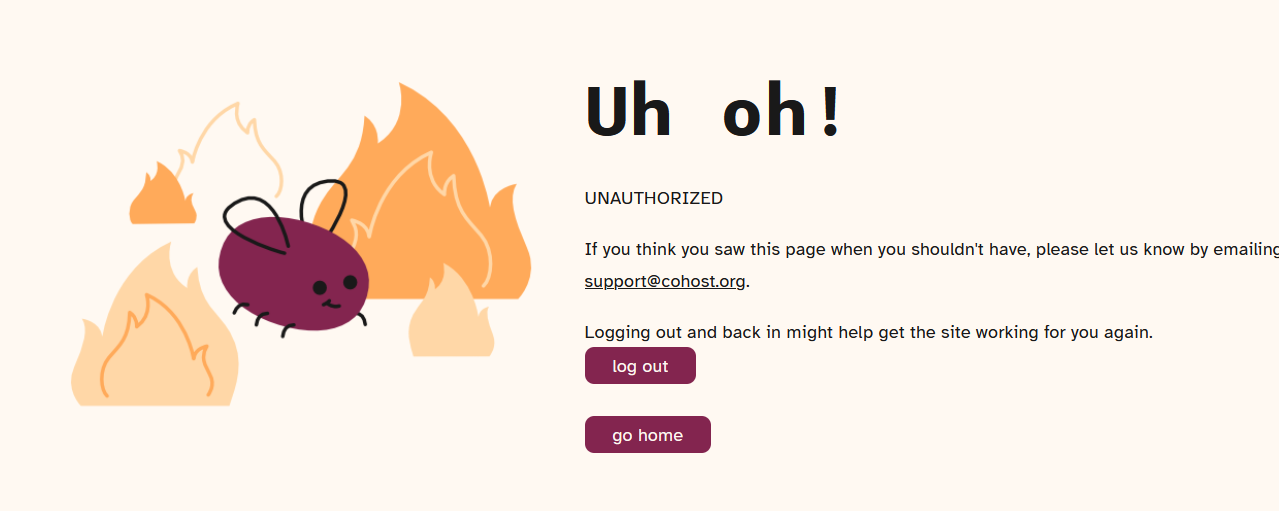 Uh oh!
UNAUTHORIZED
If you think you saw this page when you shouldn't have, please let us know by emailing
support@cohost.org.
Logging out and back in might help get the site working for you again.
log out
go home